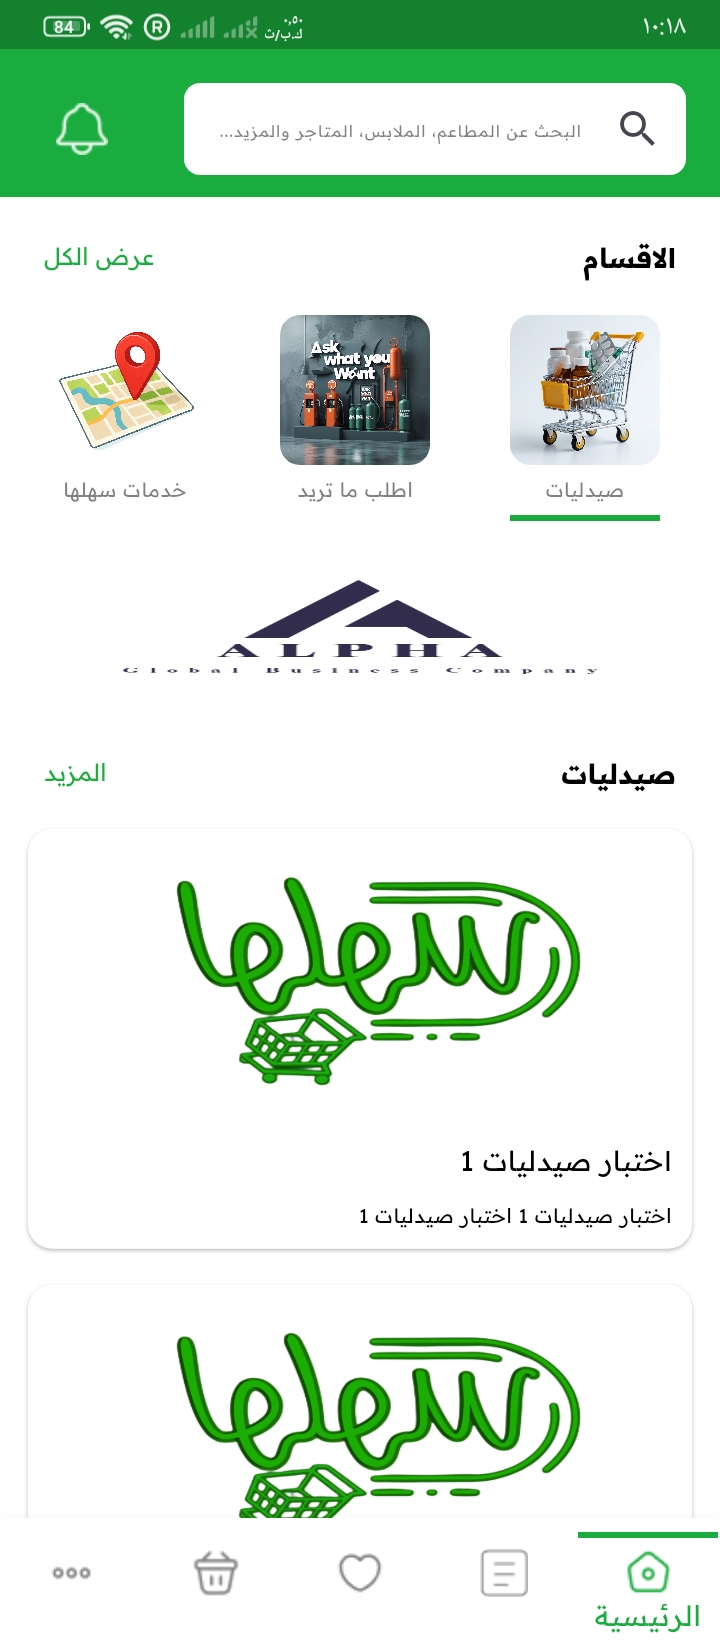 ١٠:١٨
٠,٥٠ ك.ب/ث
R
84
البحث عن المطاعم، الملابس، المتاجر والمزيد...
الاقسام
عرض الكل
Ask
what you
Want
صيدليات
اطلب ما تريد
خدمات سهلها
ALPHA
Global Business Company
صيدليات
المزيد
سهلها
اختبار صيدليات 1
اختبار صيدليات 1 اختبار صيدليات 1
سهلها
الرئيسية